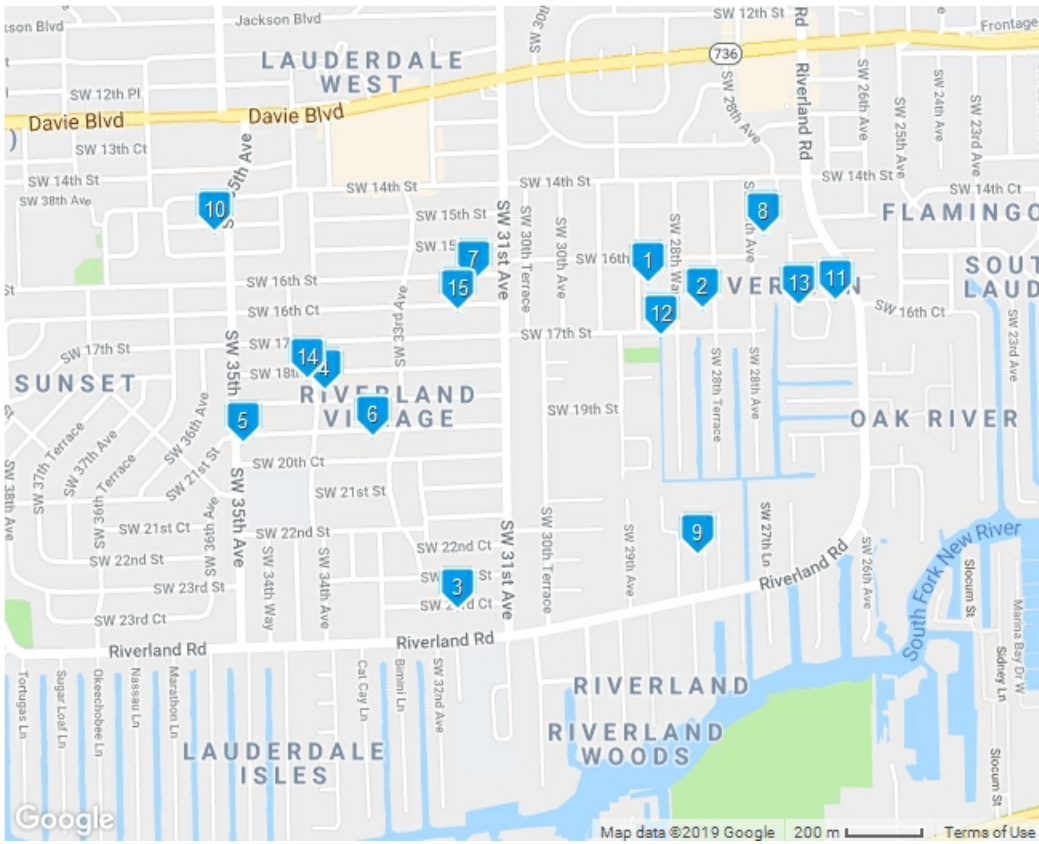 SW 12th St
Rd
Frontage
Jackson Blvd
LAUDERDALE
WEST
736
Riverland Rd
SW 28th Ave
SW 26th Ave
SW 25th Ave
SW 24th Ave
SW 23rd Ave
SW 12th Pl
Davie Blvd
Davie Blvd
SW 13th Ct
SW 14th St
SW 38th Ave
SW 14th St
SW 14th St
SW 14th St
SW 14th Ct
10
8
SW 15th St
FLAMINGO
SW 31st Ave
SW 30th Terrace
SW 30th Ave
SW 28th Way
7
1
15
2
13
11
12
SW 16th St
SW 16th Ct
SW 16th Ct
SW 33rd Ave
SW 17th St
SW 17th St
SW 23rd Ave
14
4
SUNSET
SW 35th
RIVERLAND
VILLAGE
5
6
SW 36th Ave
SW 37th Terrace
SW 37th Ave
SW 36th Terrace
SW 38th Ave
SW 19th St
SW 28th Terrace
SW 28th Ave
OAK RIVER
SW 20th Ct
SW 21st St
SW 21st St
SW 35th Ave
SW 21st Ct
SW 36th Ave
SW 22nd St
SW 22nd St
SW 22nd Ct
SW 31st Ave
SW 30th Terrace
SW 29th Ave
9
SW 27th Ln
Riverland Rd
SW 26th Ave
South Fork New River
3
SW 23rd St
SW 23rd Ct
SW 34th Way
SW 34th Ave
Slocum St
Sidney Ln
Marina Bay Dr W
Riverland Rd
Riverland Rd
Tortugas Ln
Sugar Loaf Ln
Okeechobee Ln
Nassau Ln
Marathon Ln
Cat Cay Ln
Bimini Ln
SW 32nd Ave
RIVERLAND
RIVERLAND
WOODS
LAUDERDALE
ISLES
Slocum St
Google
Map data ©2019 Google
200 m
Terms of Use